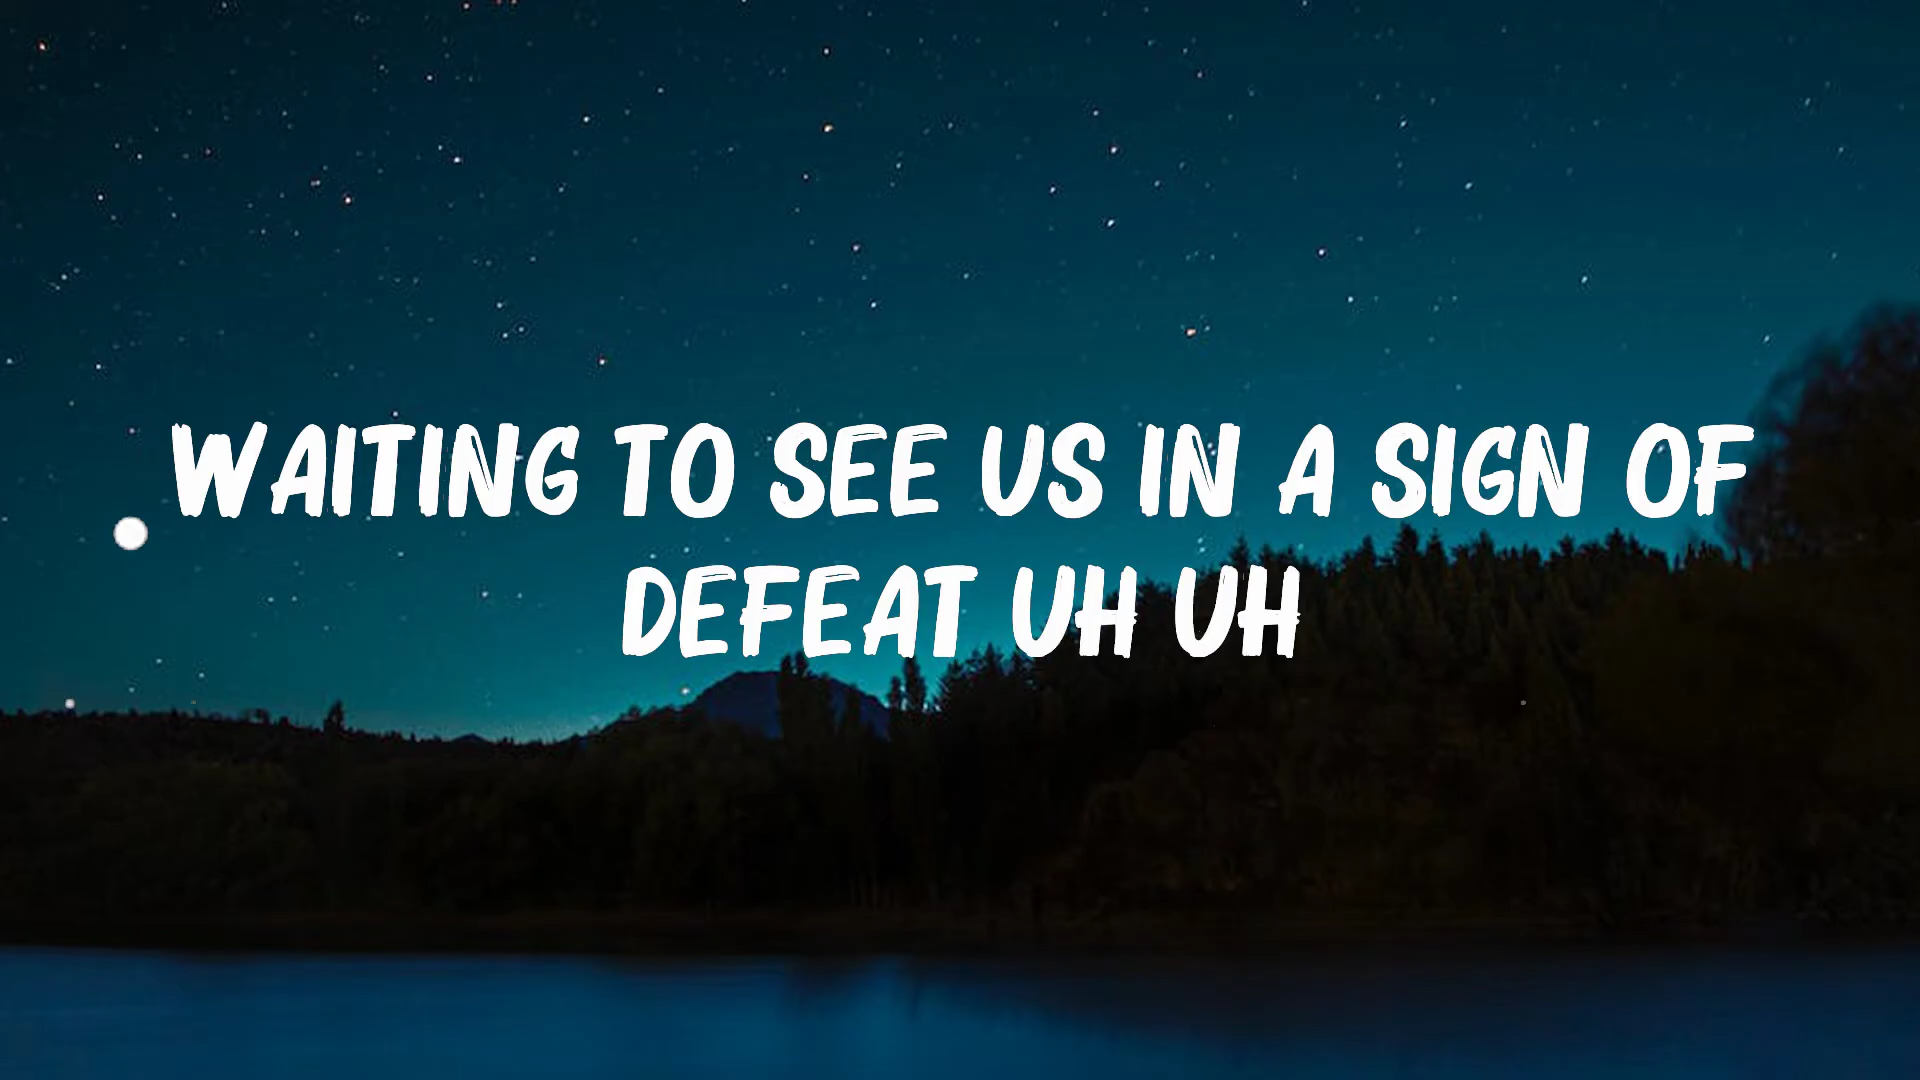 WAITING TO SEE US IN A SIGN OF
DEFEAT UH UH